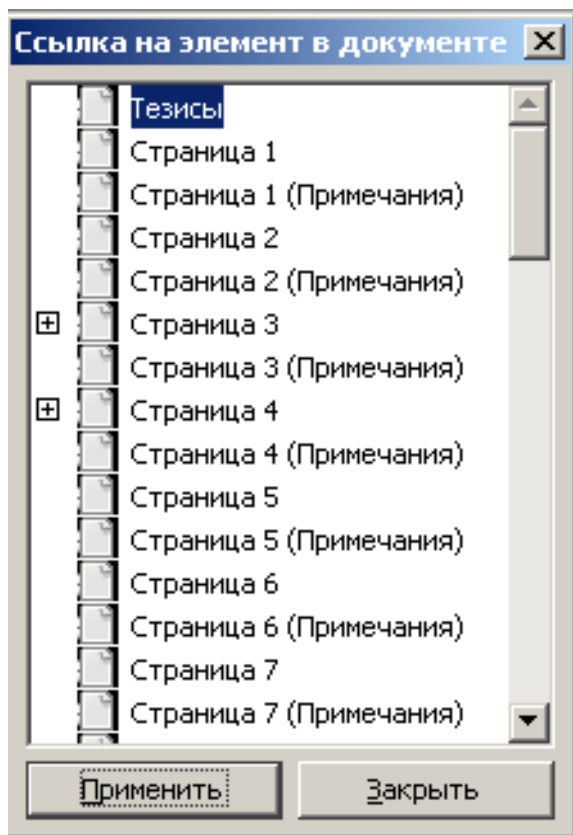 Ссылка на элемент в документе
Тезисы
Страница 1
Страница 1 (Примечания)
Страница 2
Страница 2 (Примечания)
Страница 3
Страница 3 (Примечания)
Страница 4
Страница 4 (Примечания)
Страница 5
Страница 5 (Примечания)
Страница 6
Страница 6 (Примечания)
Страница 7
Страница 7 (Примечания)
Применить Закрыть